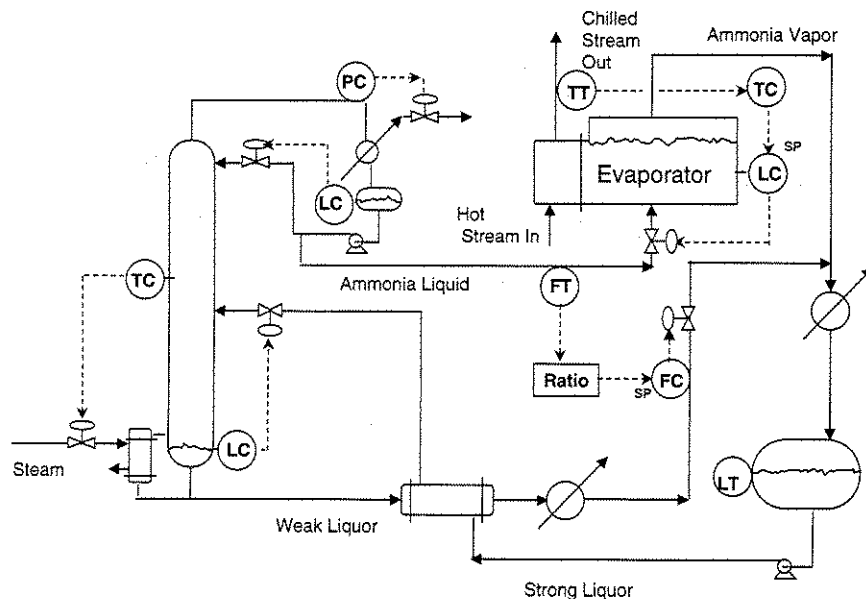 Chilled
Stream
Out
Ammonia Vapor
PC
TT
TC
SP
LC
Evaporator
LC
Hot
Stream In
TC
Ammonia Liquid
FT
Ratio
SP
FC
LC
Steam
LT
Weak Liquor
Strong Liquor